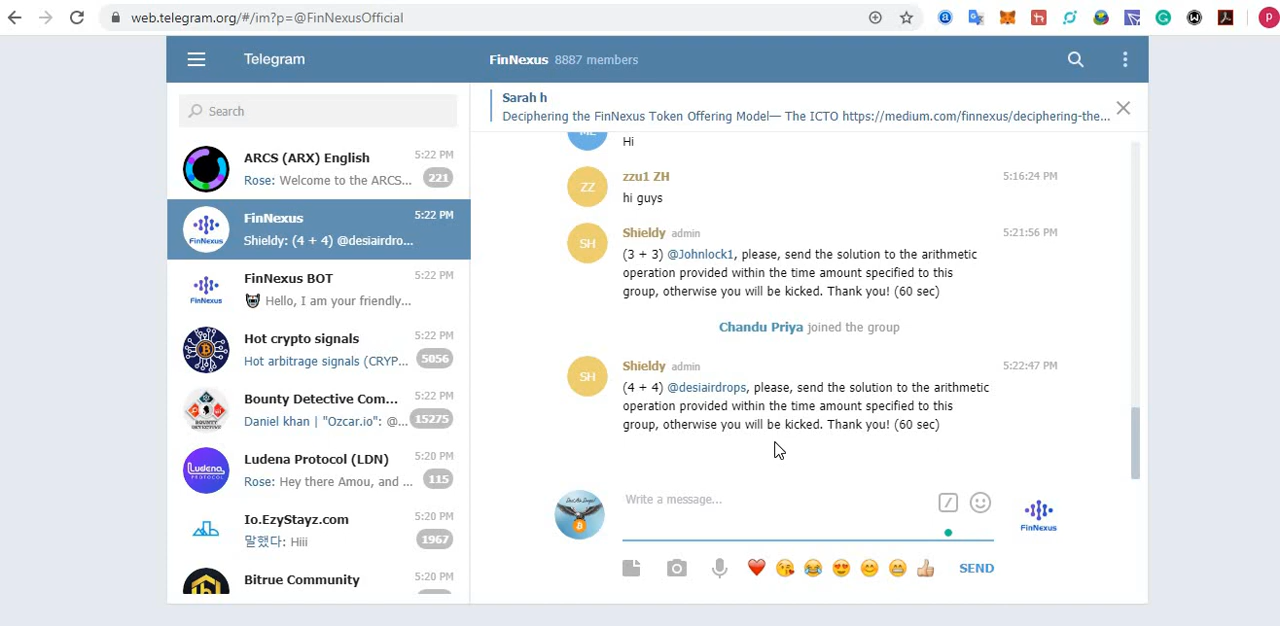 web.telegram.org/#/im?p=@FinNexusOfficial
Telegram
FinNexus 8887 members
Search
ARCS (ARX) English 5:22 PM
Rose: Welcome to the ARCS... 221
FinNexus 5:22 PM
Shieldy: (4 + 4) @desiairdro...
FinNexus
FinNexus BOT 5:22 PM
Hello, I am your friendly...
FinNexus
Hot crypto signals 5:22 PM
Hot arbitrage signals (CRYP... 5056
Bounty Detective Com... 5:22 PM
Daniel khan | "Ozcar.io": @... 15275
Ludena Protocol (LDN) 5:20 PM
Rose: Hey there Amou, and ... 115
Ludena
PROTOCOL
Io.EzyStayz.com 5:20 PM
말했다: Hiii 1967
Bitrue Community 5:20 PM
Sarah h
Deciphering the FinNexus Token Offering Model— The ICTO https://medium.com/finnexus/deciphering-the...
Hi
ZZ
zzu1 ZH 5:16:24 PM
hi guys
SH
Shieldy admin 5:21:56 PM
(3 + 3) @Johnlock1, please, send the solution to the arithmetic
operation provided within the time amount specified to this
group, otherwise you will be kicked. Thank you! (60 sec)
Chandu Priya joined the group
SH
Shieldy admin 5:22:47 PM
(4 + 4) @desiairdrops, please, send the solution to the arithmetic
operation provided within the time amount specified to this
group, otherwise you will be kicked. Thank you! (60 sec)
Write a message...
FinNexus
SEND